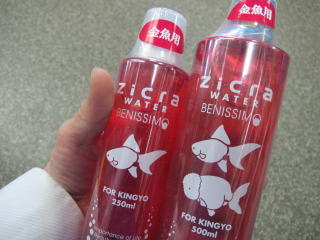 金魚用
Zicra
WATER
BENISSIMO
FOR KINGYO
250ml
金魚用
Zicra
WATER
BENISSIMO
FOR KINGYO
500ml